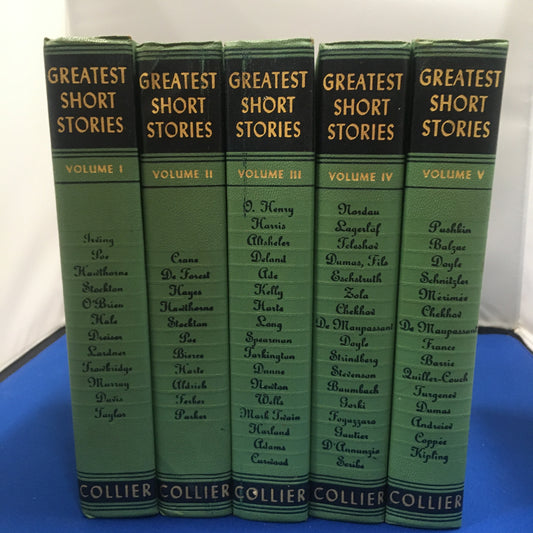 GREATEST
SHORT
STORIES
VOLUME I
Irving
Poe
Hawthorne
Stockton
O'Brien
Hale
Dreiser
Lardner
Trowbridge
Murray
Davis
Taylor
COLLIER
GREATEST
SHORT
STORIES
VOLUME II
Crane
De Forest
Hayes
Hawthorne
Stockton
Poe
Bierce
Harte
Aldrich
Ferber
Parker
COLLIER
GREATEST
SHORT
STORIES
VOLUME III
O. Henry
Harris
Altsheler
Deland
Ade
Kelly
Harte
Long
Spearman
Tarkington
Dunne
Newton
Wells
Mark Twain
Harland
Adams
Curwood
COLLIER
GREATEST
SHORT
STORIES
VOLUME IV
Nordau
Lagerlöf
Teleshov
Dumas, Fils
Eschstruth
Zola
Chekhov
De Maupassant
Doyle
Strindberg
Stevenson
Baumbach
Gorki
Fogazzaro
Gautier
D'Annunzio
Scribe
COLLIER
GREATEST
SHORT
STORIES
VOLUME V
Pushkin
Balzac
Doyle
Schnitzler
Mérimée
Chekhov
De Maupassant
France
Barrie
Quiller-Couch
Turgenev
Dumas
Andreiev
Coppée
Kipling
COLLIER